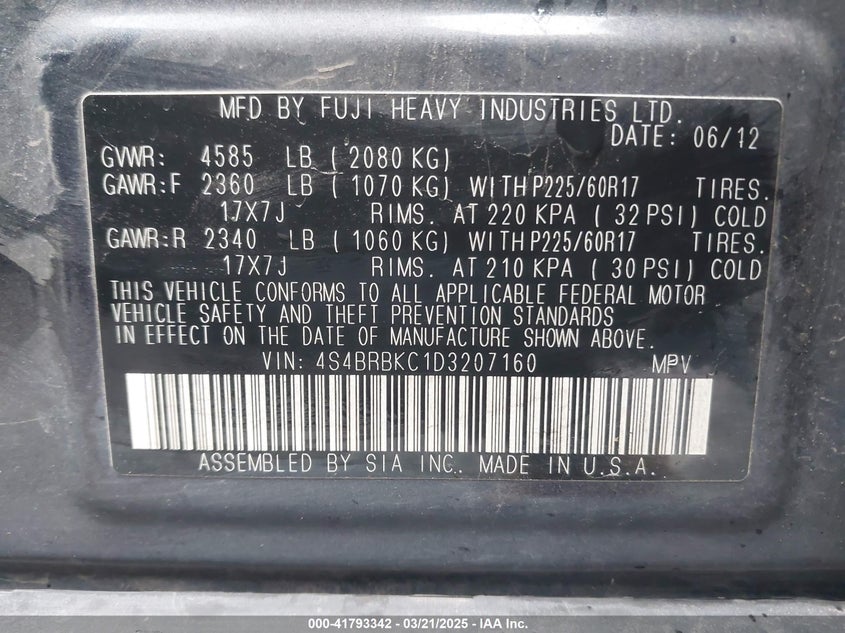 MFD BY FUJI HEAVY INDUSTRIES LTD.
DATE: 06/12
GVWR: 4585 LB ( 2080 KG)
GAWR:F 2360 LB ( 1070 KG) WITH P225/60R17 TIRES.
17X7J RIMS. AT 220 KPA ( 32 PSI) COLD
GAWR:R 2340 LB ( 1060 KG) WITH P225/60R17 TIRES.
17X7J RIMS. AT 210 KPA ( 30 PSI) COLD
THIS VEHICLE CONFORMS TO ALL APPLICABLE FEDERAL MOTOR
VEHICLE SAFETY AND THEFT PREVENTION STANDARDS
IN EFFECT ON THE DATE OF MANUFACTURE SHOWN ABOVE.
VIN: 4S4BRBKC1D3207160 MPV
ASSEMBLED BY SIA INC. MADE IN U.S.A.
000-41793342 - 03/21/2025 - IAA Inc.